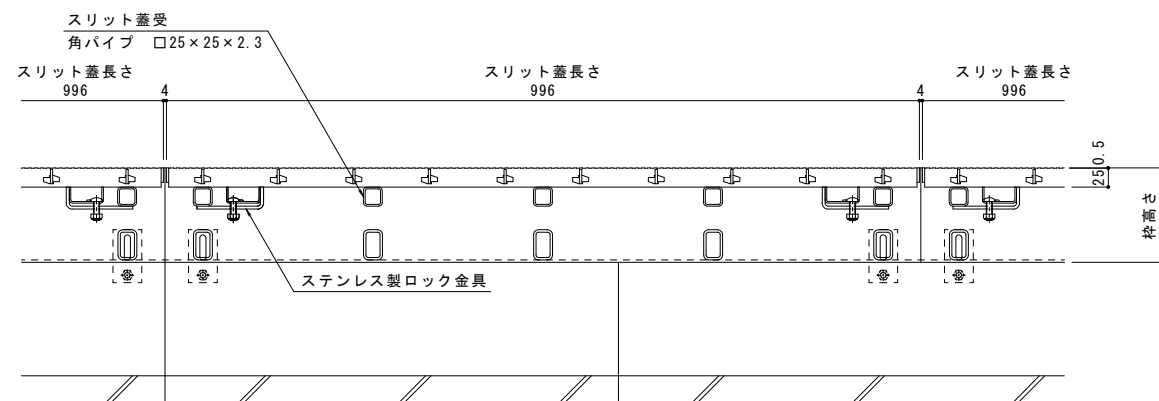 スリット蓋受
角パイプ □25×25×2.3
スリット蓋長さ
996
4
スリット蓋長さ
996
4
スリット蓋長さ
996
0.5
25
枠高さ
ステンレス製ロック金具